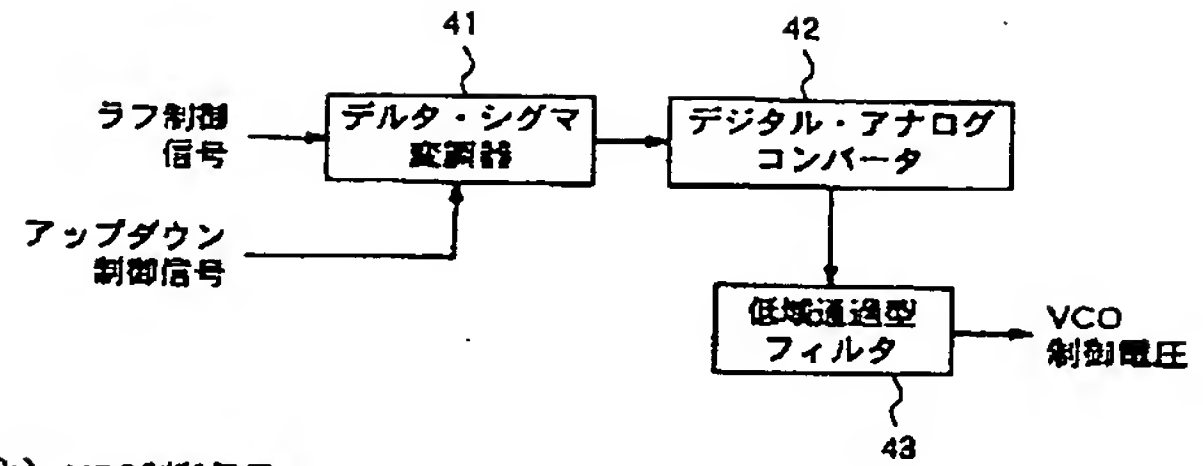 41
42
ラフ制御
信号
デルタ・シグマ
変調器
デジタル・アナログ
コンバータ
アップダウン
制御信号
低域通過型
フィルタ
VCO
制御電圧
43